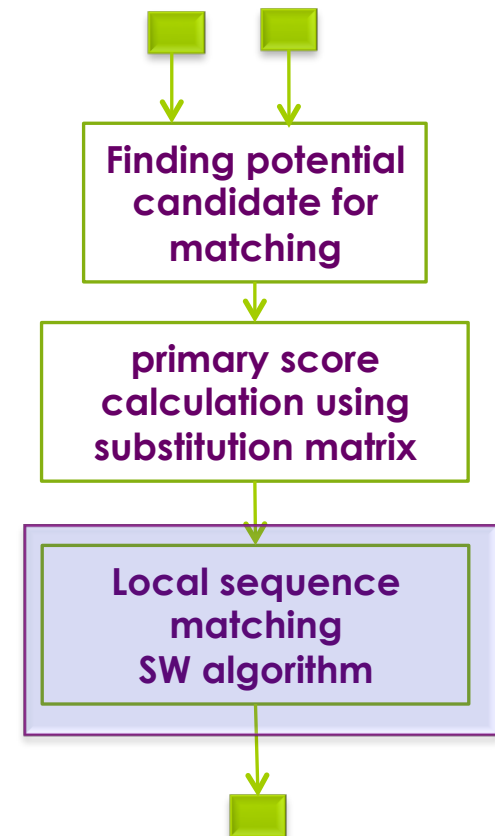 Finding potential
candidate for
matching
primary score
calculation using
substitution matrix
Local sequence
matching
SW algorithm